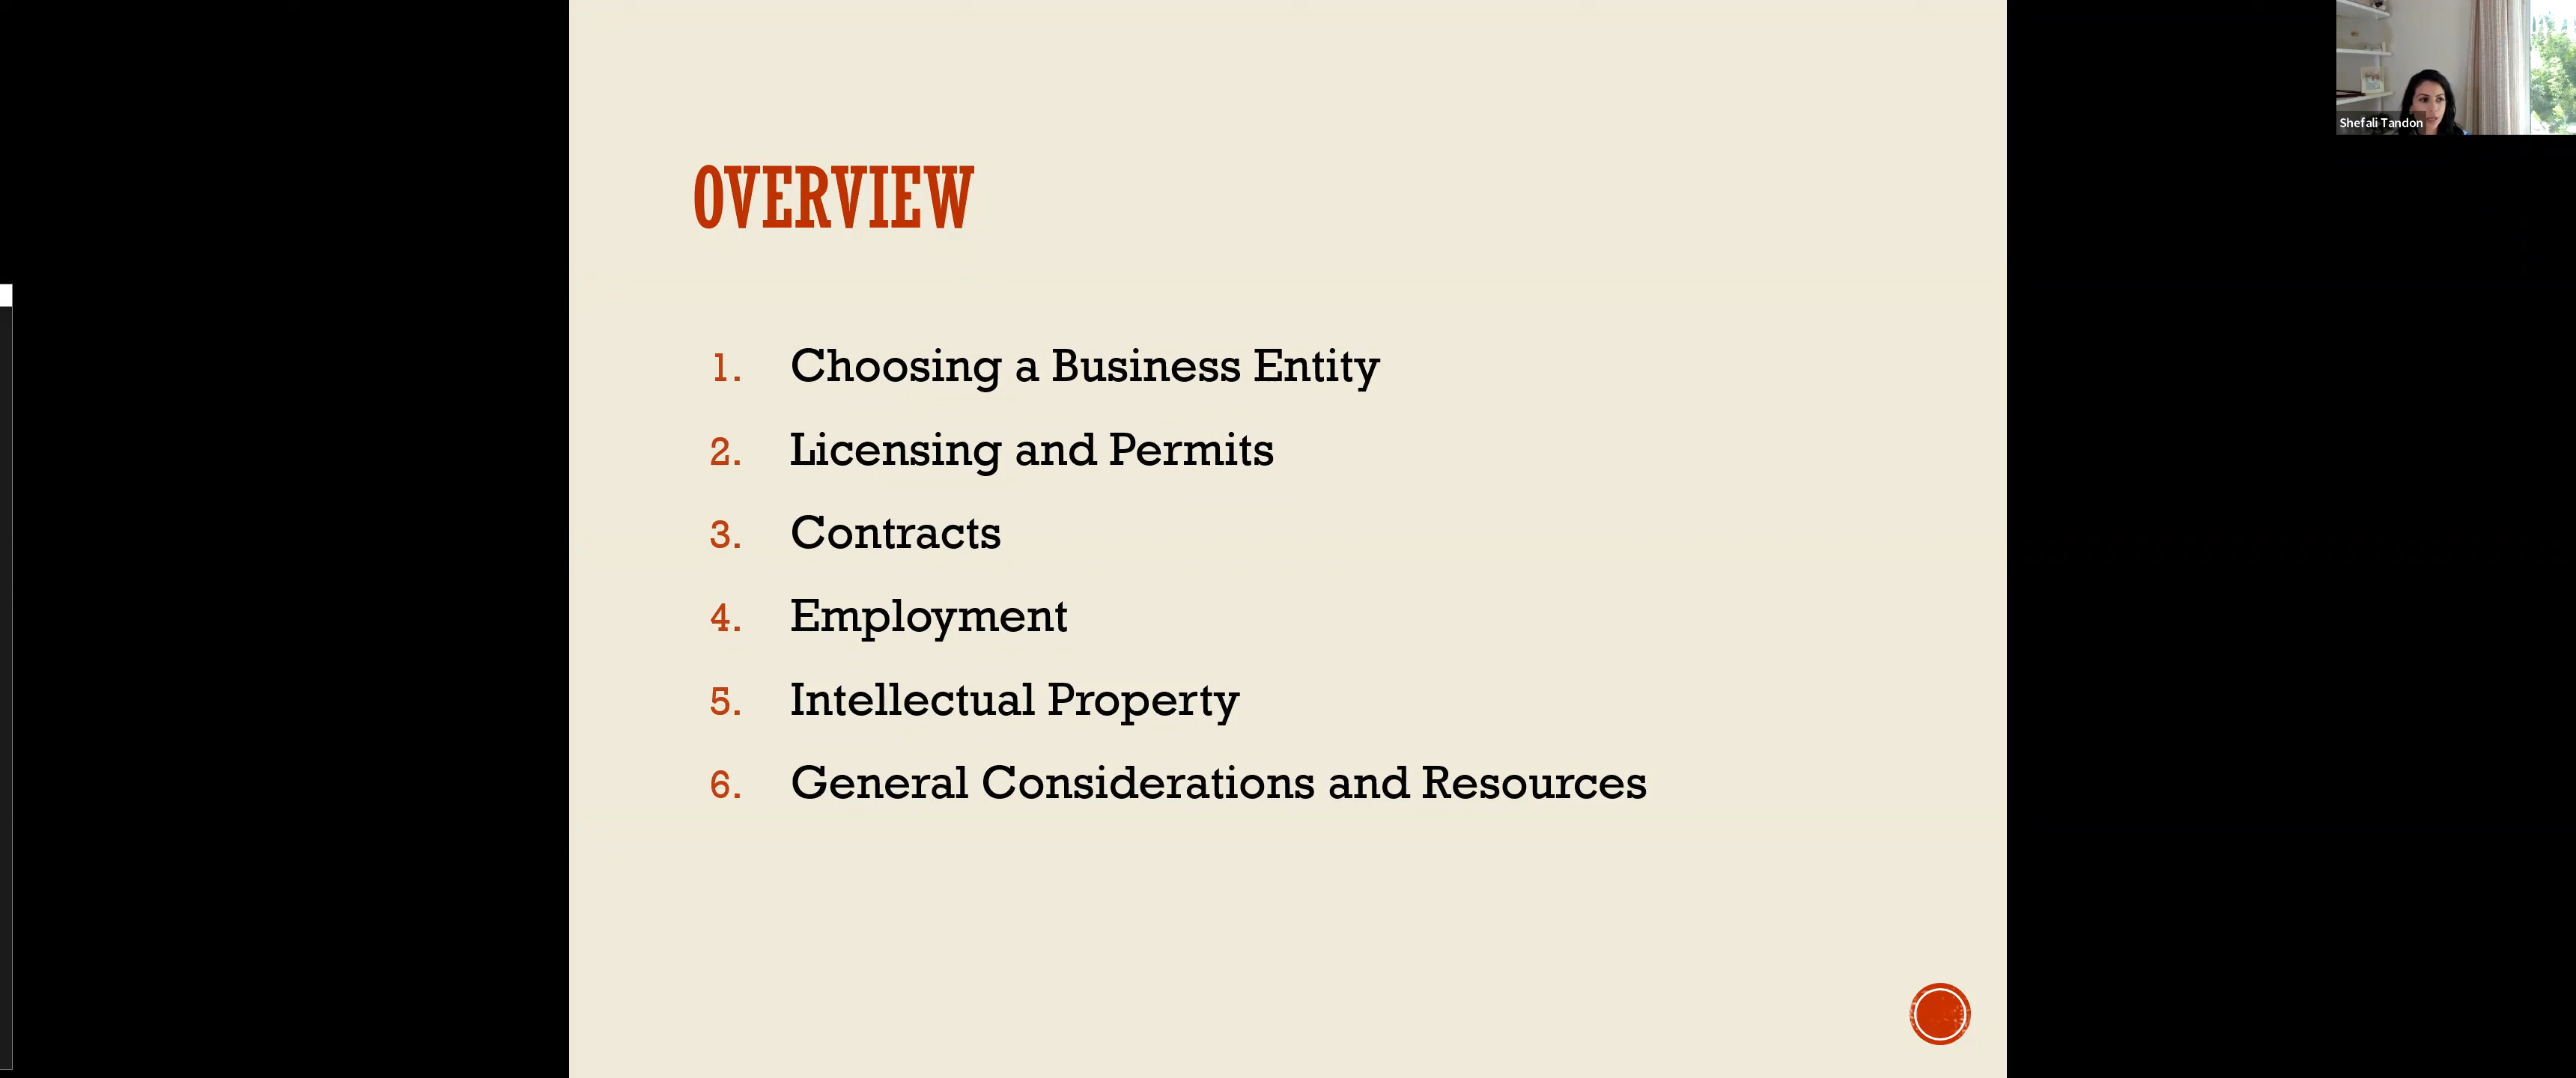 Shefali Tandon
OVERVIEW
1. Choosing a Business Entity
2. Licensing and Permits
3. Contracts
4. Employment
5. Intellectual Property
6. General Considerations and Resources